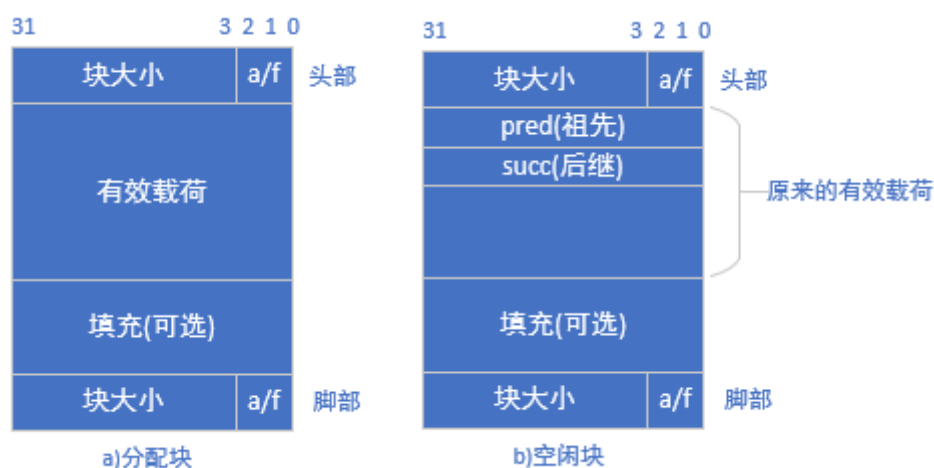 31 3 2 1 0
块大小 a/f 头部
有效载荷
填充(可选)
块大小 a/f 脚部
a)分配块
31 3 2 1 0
块大小 a/f 头部
pred(祖先)
succ(后继)
原来的有效载荷
填充(可选)
块大小 a/f 脚部
b)空闲块